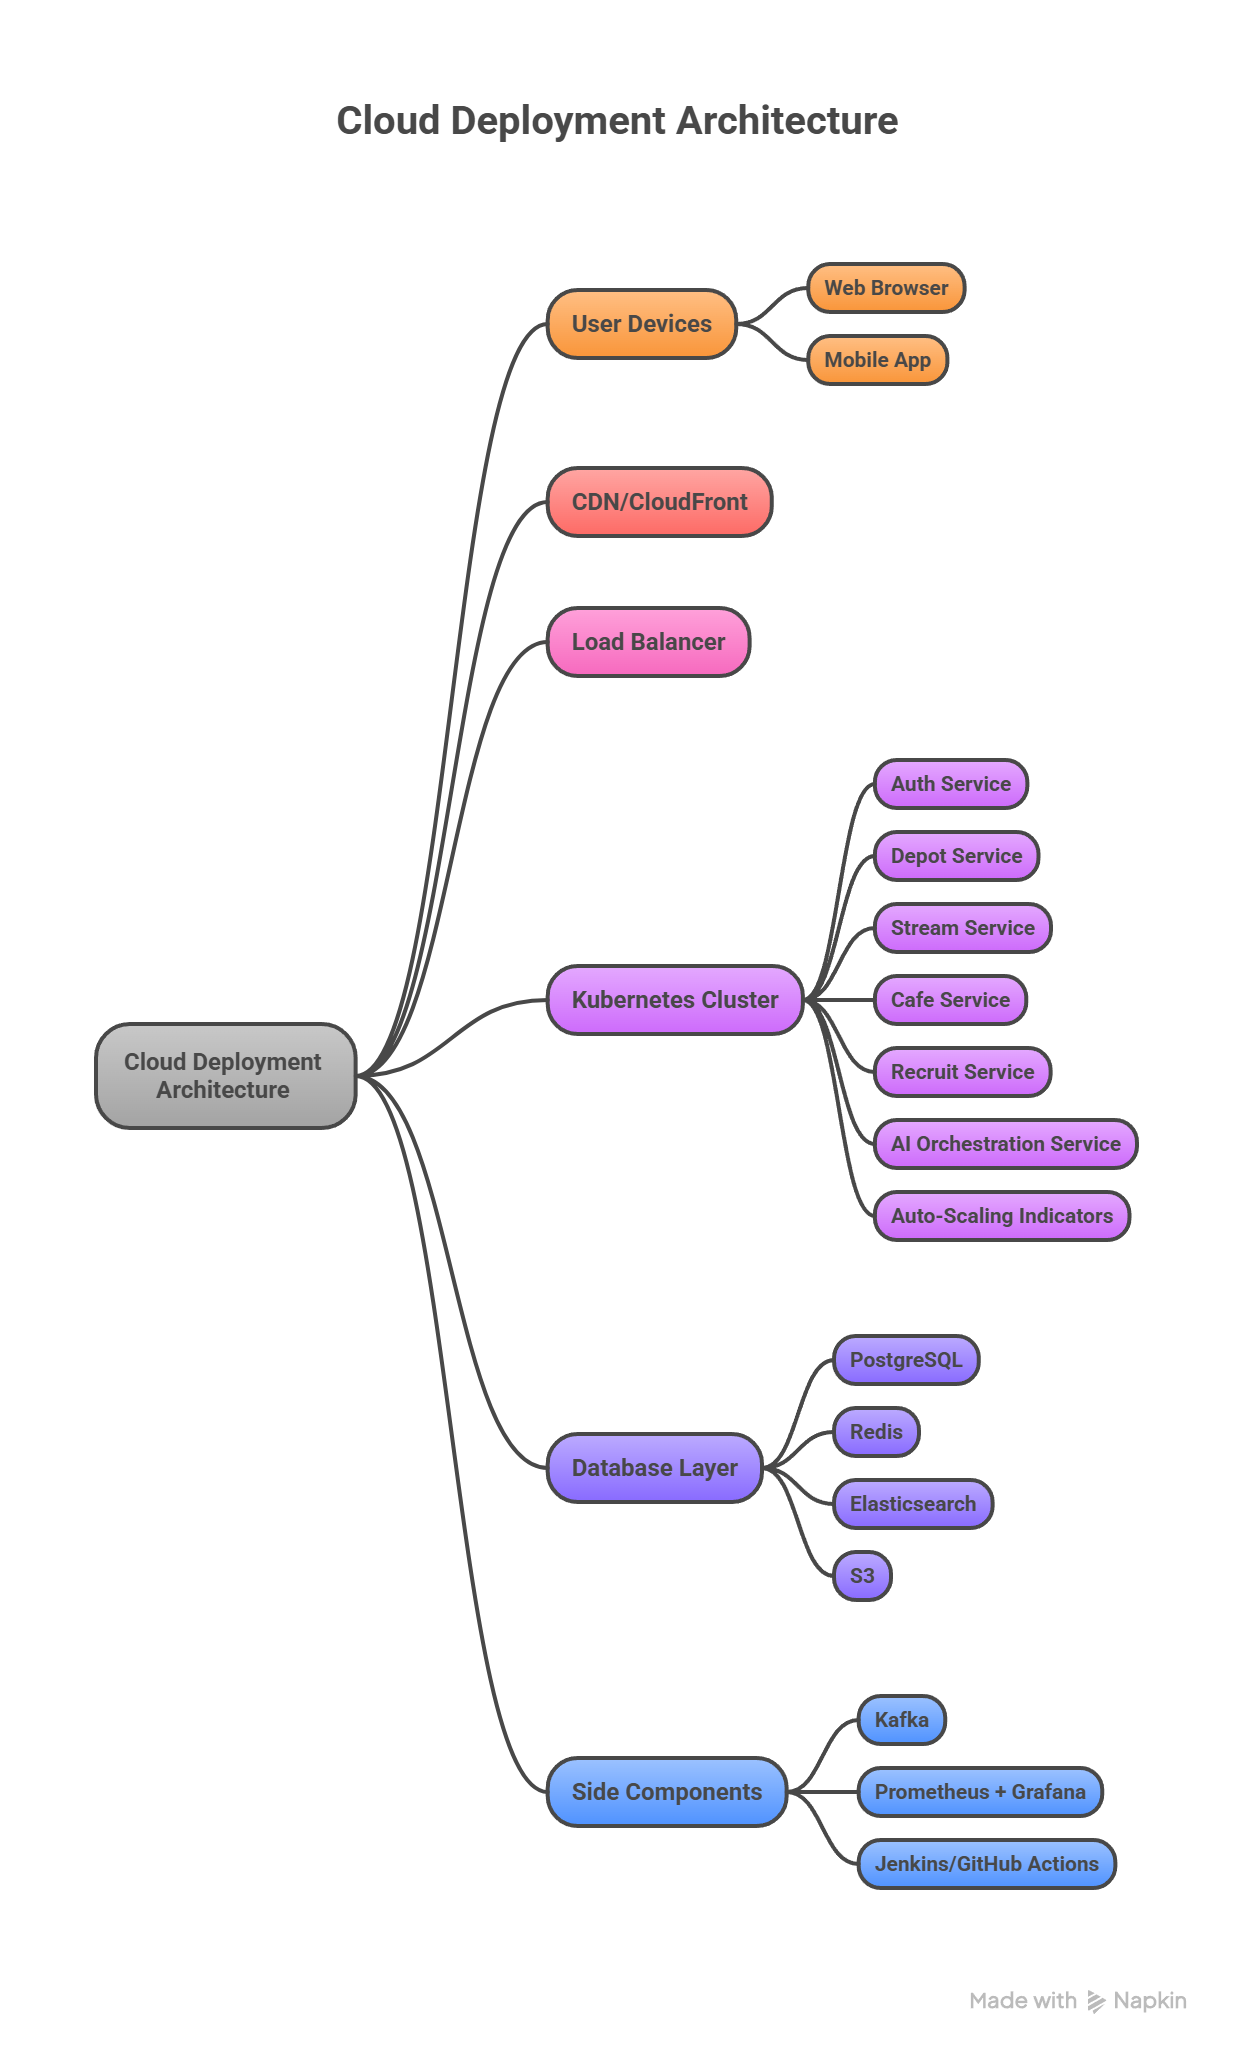 Cloud Deployment Architecture
Web Browser
User Devices
Mobile App
CDN/CloudFront
Load Balancer
Auth Service
Depot Service
Stream Service
Kubernetes Cluster
Cafe Service
Cloud Deployment
Architecture
Recruit Service
AI Orchestration Service
Auto-Scaling Indicators
PostgreSQL
Redis
Database Layer
Elasticsearch
S3
Kafka
Side Components
Prometheus + Grafana
Jenkins/GitHub Actions
Made with Napkin